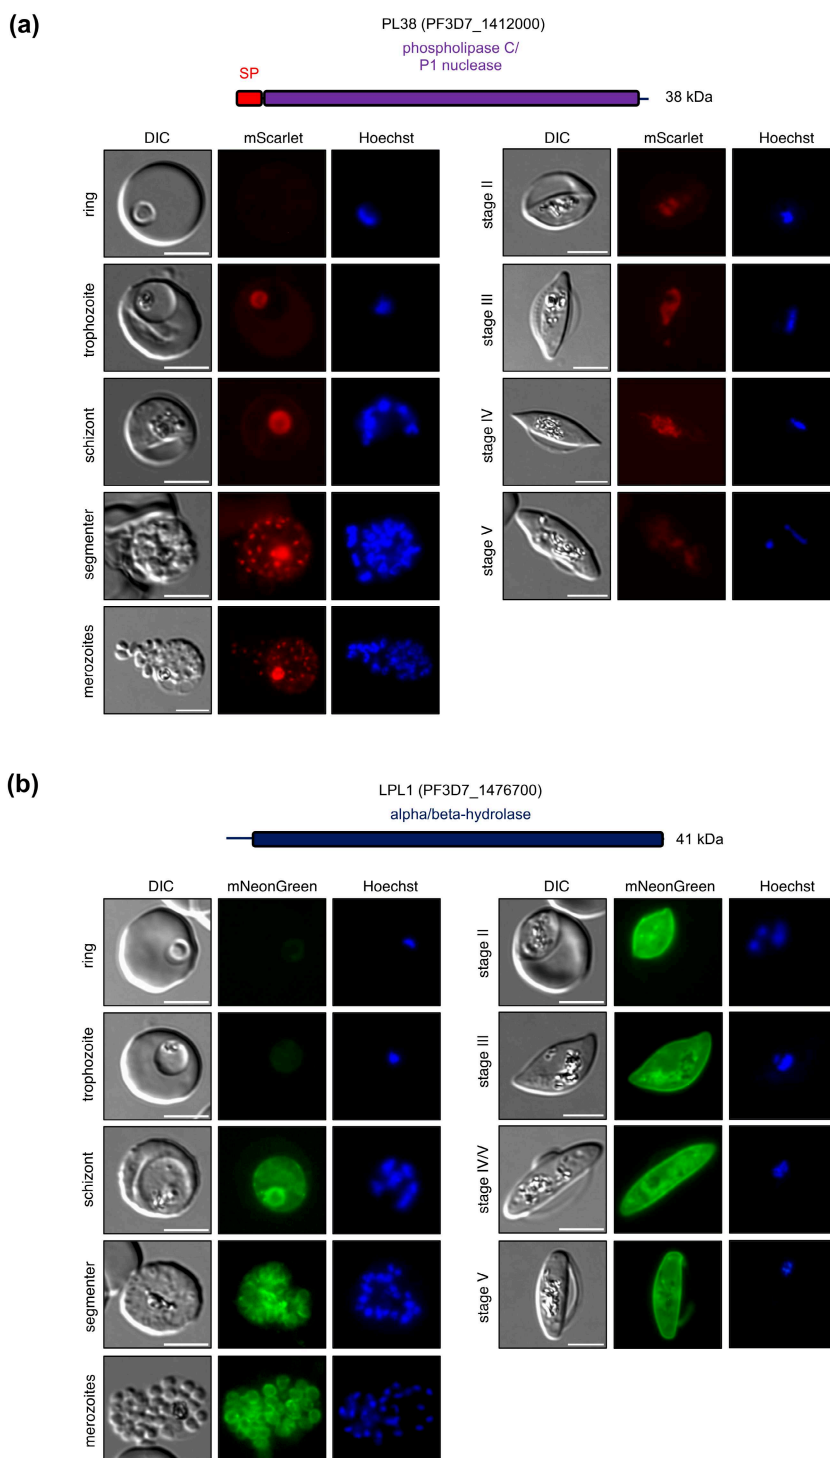 (a)
PL38 (PF3D7_1412000)
phospholipase C/
P1 nuclease
SP
38 kDa
DIC mScarlet Hoechst
ring
trophozoite
schizont
segmenter
merozoites
DIC mScarlet Hoechst
stage II
stage III
stage IV
stage V
(b)
LPL1 (PF3D7_1476700)
alpha/beta-hydrolase
41 kDa
DIC mNeonGreen Hoechst
ring
trophozoite
schizont
segmenter
merozoites
DIC mNeonGreen Hoechst
stage II
stage III
stage IV/V
stage V